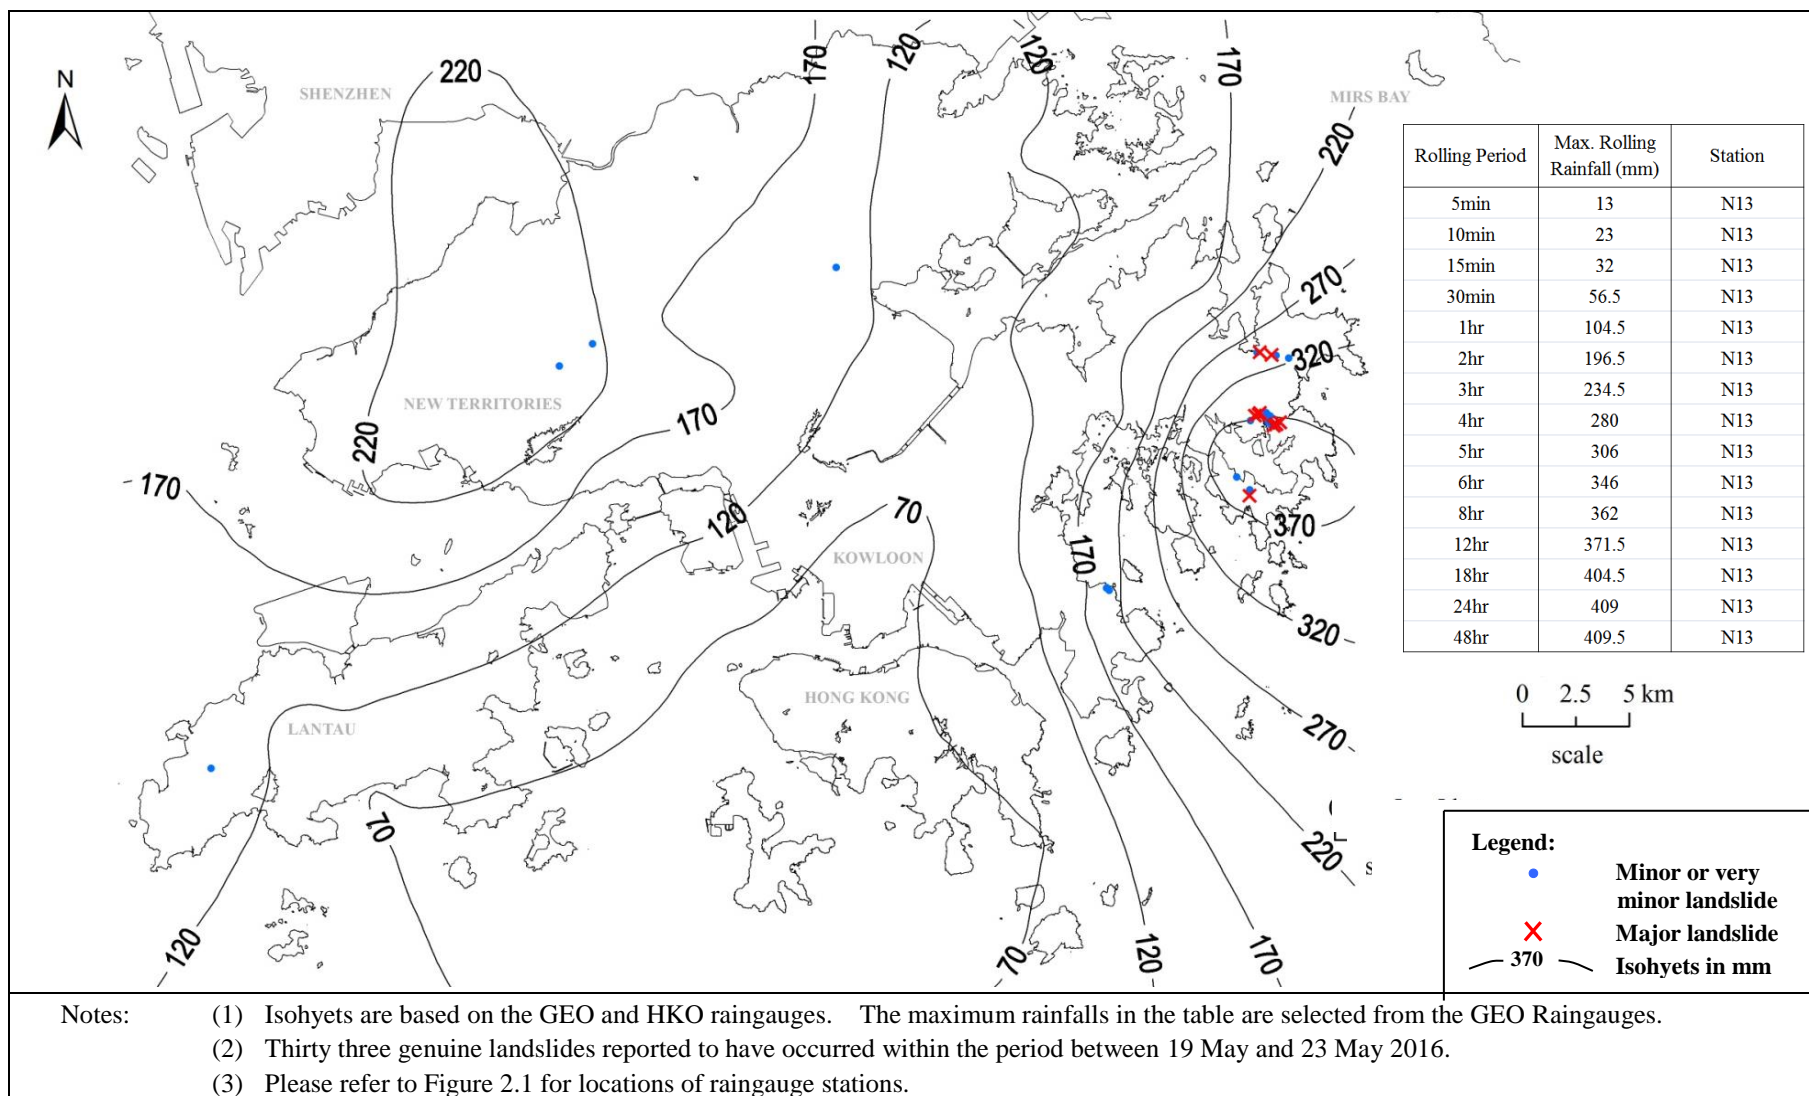 220
170
120
120
170
N
SHENZHEN
MIRS BAY
220
270
320
NEW TERRITORIES
170
220
170
370
70
120
KOWLOON
170
320
HONG KONG
LANTAU
270
70
220
120
70
120
170
Rolling Period Max. Rolling Rainfall (mm) Station
5min 13 N13
10min 23 N13
15min 32 N13
30min 56.5 N13
1hr 104.5 N13
2hr 196.5 N13
3hr 234.5 N13
4hr 280 N13
5hr 306 N13
6hr 346 N13
8hr 362 N13
12hr 371.5 N13
18hr 404.5 N13
24hr 409 N13
48hr 409.5 N13
0 2.5 5 km
scale
Legend:
Minor or very
minor landslide
Major landslide
370 Isohyets in mm
Notes: (1) Isohyets are based on the GEO and HKO raingauges. The maximum rainfalls in the table are selected from the GEO Raingauges.
(2) Thirty three genuine landslides reported to have occurred within the period between 19 May and 23 May 2016.
(3) Please refer to Figure 2.1 for locations of raingauge stations.